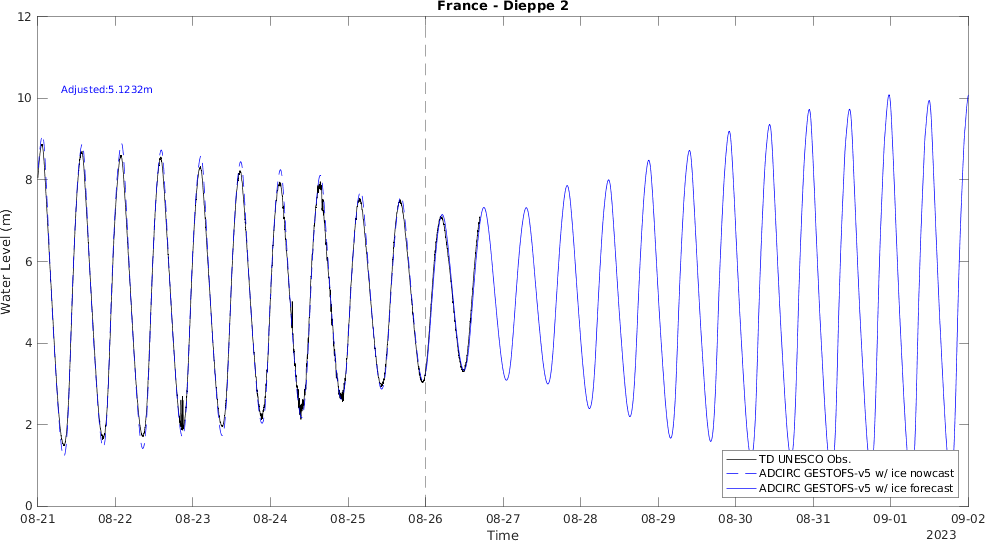 France - Dieppe 2
12
10
8
6
4
2
0
Water Level (m)
Adjusted:5.1232m
TD UNESCO Obs.
ADCIRC GESTOFS-v5 w/ ice nowcast
ADCIRC GESTOFS-v5 w/ ice forecast
08-21 08-22 08-23 08-24 08-25 08-26 08-27 08-28 08-29 08-30 08-31 09-01 09-02
Time
2023